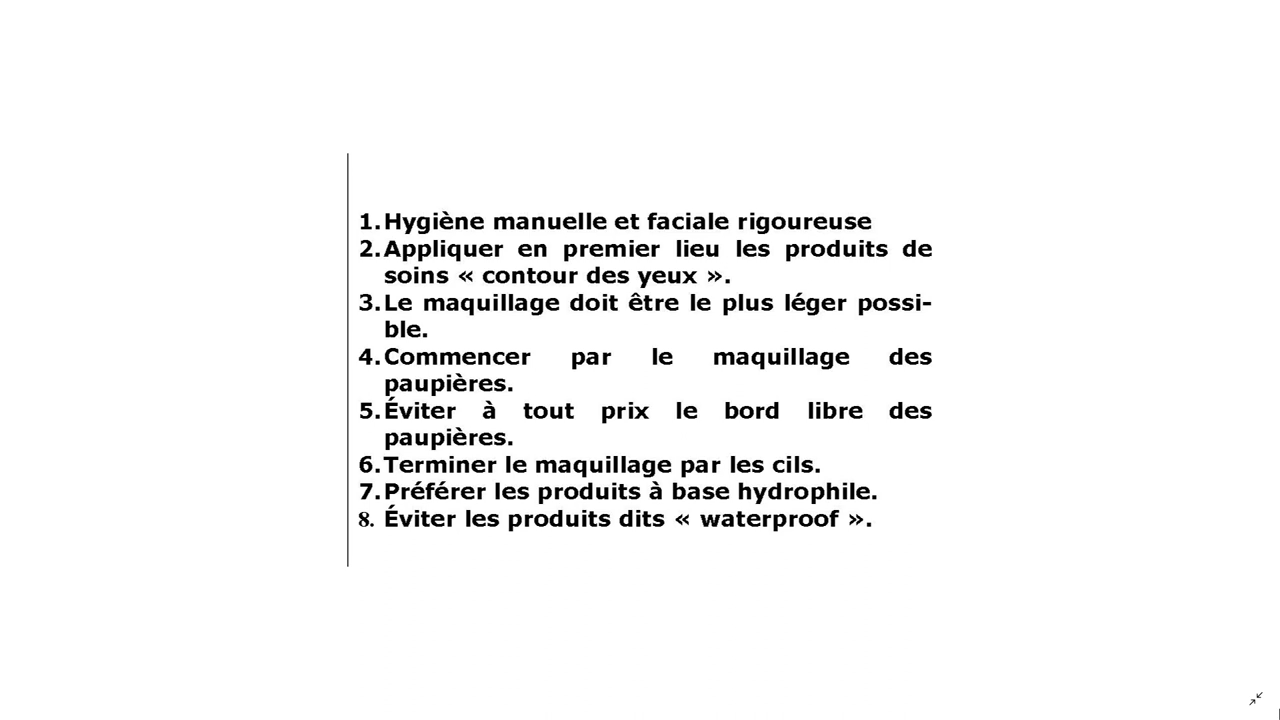 1. Hygiène manuelle et faciale rigoureuse
2. Appliquer en premier lieu les produits de
soins « contour des yeux ».
3. Le maquillage doit être le plus léger possi-
ble.
4. Commencer par le maquillage des
paupières.
5. Éviter à tout prix le bord libre des
paupières.
6. Terminer le maquillage par les cils.
7. Préférer les produits à base hydrophile.
8. Éviter les produits dits « waterproof ».